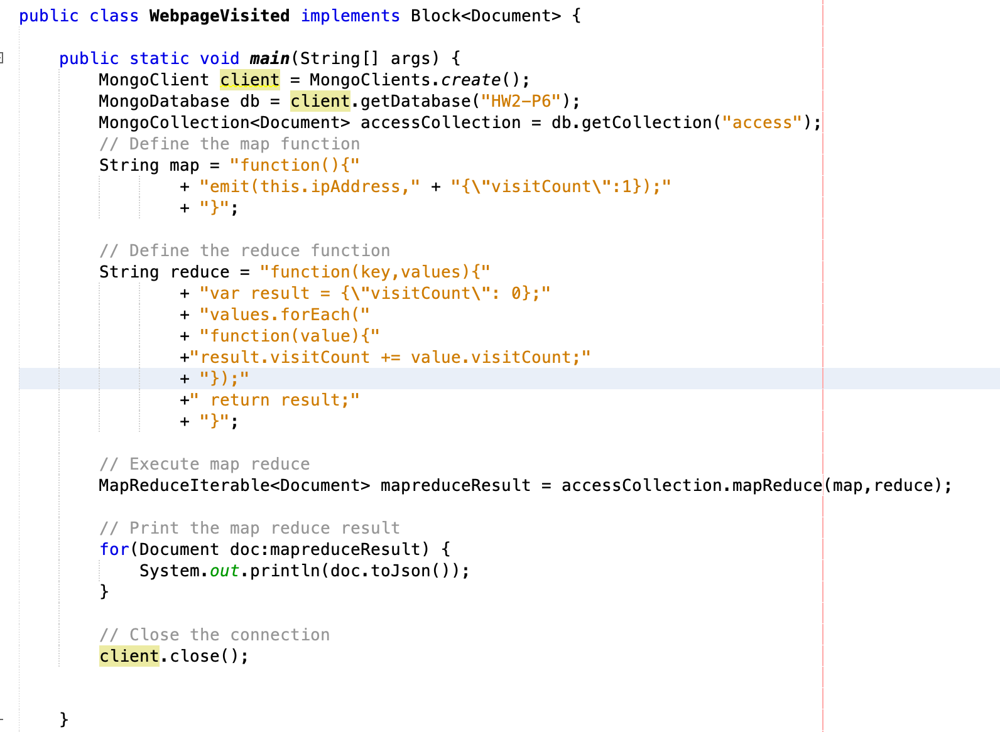 public class WebpageVisited implements Block<Document> {
public static void main(String[] args) {
MongoClient client = MongoClients.create();
MongoDatabase db = client.getDatabase("HW2-P6");
MongoCollection<Document> accessCollection = db.getCollection("access");
// Define the map function
String map = "function(){"
+ "emit(this.ipAddress," + "{\"visitCount\":1});"
+ "}";
// Define the reduce function
String reduce = "function(key,values){"
+ "var result = {\"visitCount\": 0};"
+ "values.forEach("
+ "function(value){"
+"result.visitCount += value.visitCount;"
+ "});"
+" return result;"
+ "}";
// Execute map reduce
MapReduceIterable<Document> mapreduceResult = accessCollection.mapReduce(map,reduce);
// Print the map reduce result
for(Document doc:mapreduceResult) {
System.out.println(doc.toJson());
}
// Close the connection
client.close();
}